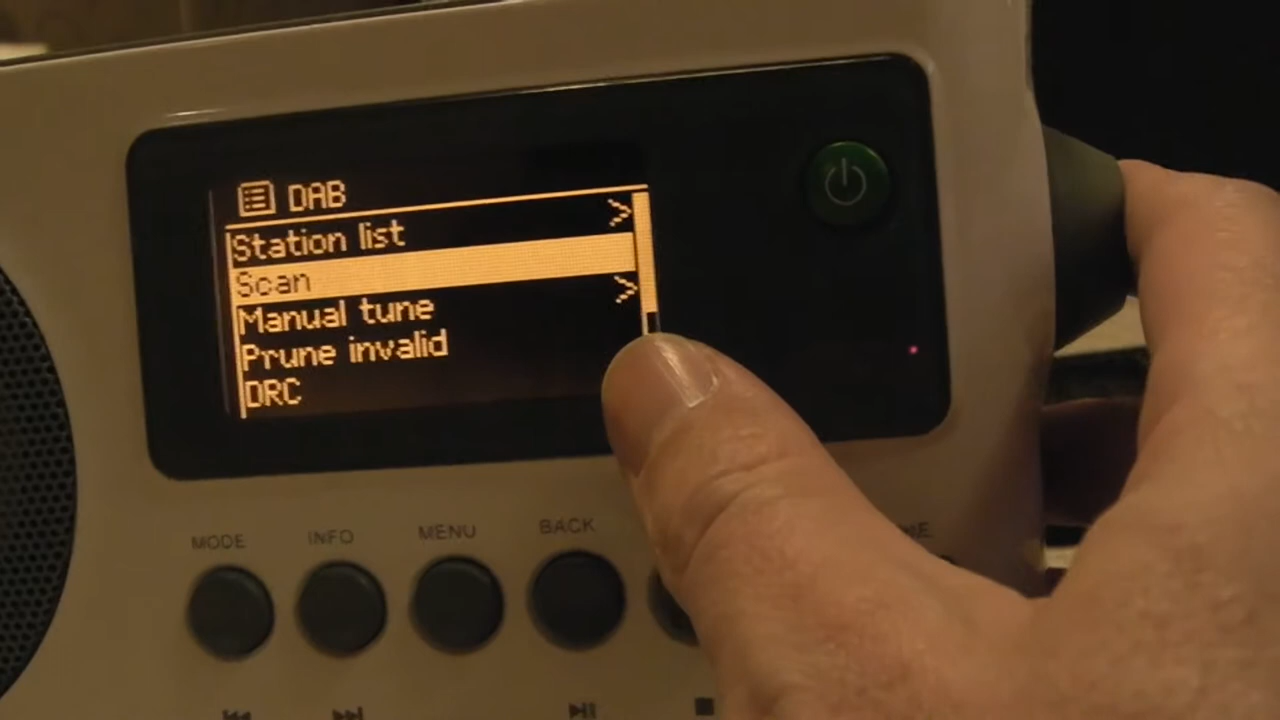 DAB
Station list >
Scan
Manual tune >
Prune invalid
DRC
MODE INFO MENU BACK